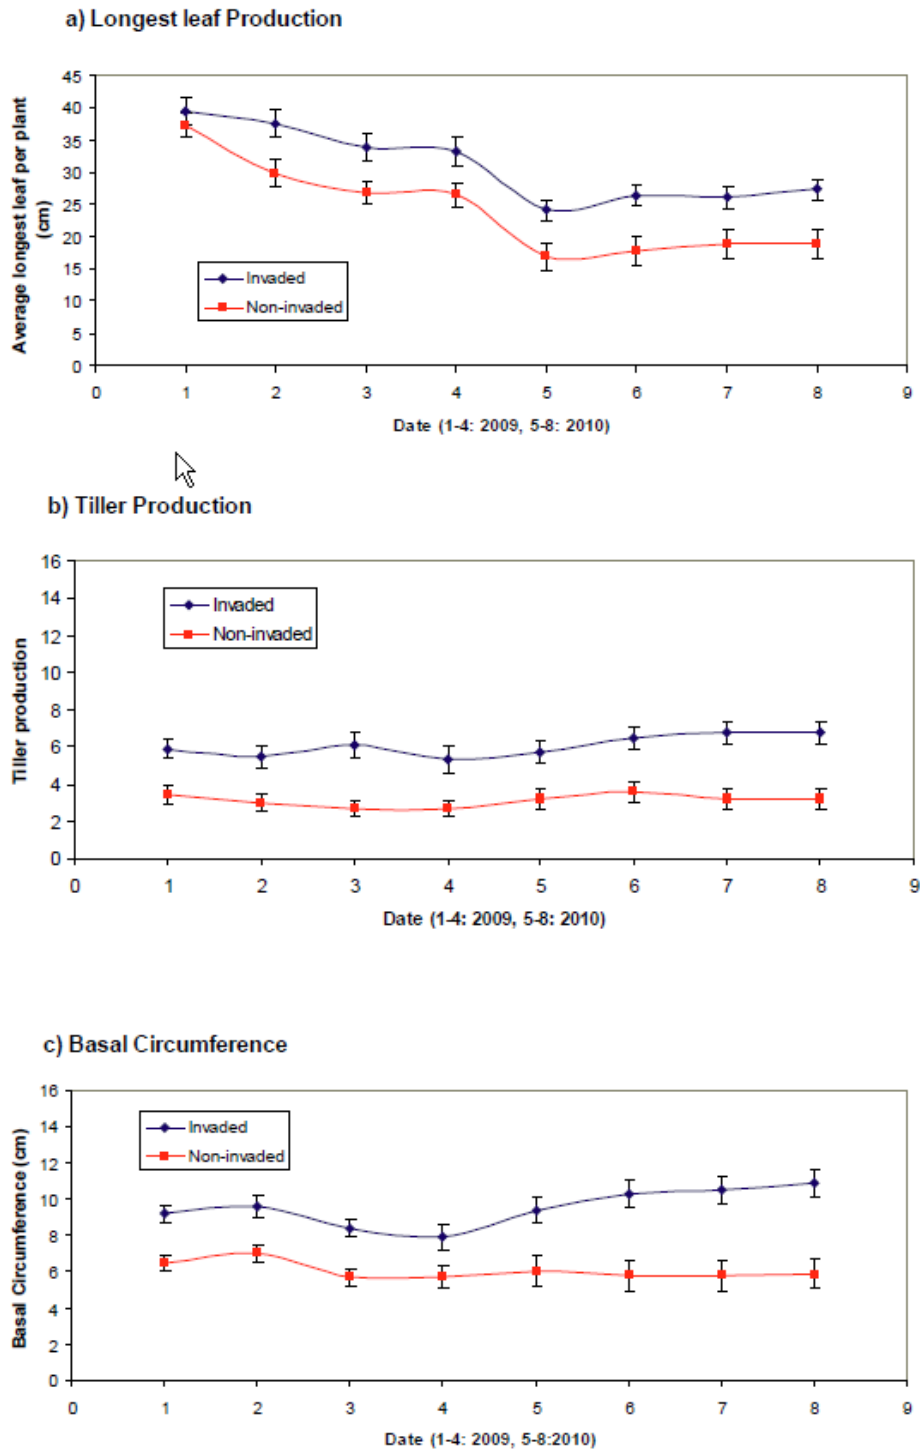 a) Longest leaf Production
Average longest leaf per plant
(cm)
45
40
35
30
25
20
15
10
5
0
Invaded
Non-invaded
0 1 2 3 4 5 6 7 8 9
Date (1-4: 2009, 5-8: 2010)
b) Tiller Production
Tiller production
16
14
12
10
8
6
4
2
0
Invaded
Non-invaded
0 1 2 3 4 5 6 7 8 9
Date (1-4: 2009, 5-8: 2010)
c) Basal Circumference
Basal Circumference (cm)
16
14
12
10
8
6
4
2
0
Invaded
Non-invaded
0 1 2 3 4 5 6 7 8 9
Date (1-4: 2009, 5-8:2010)